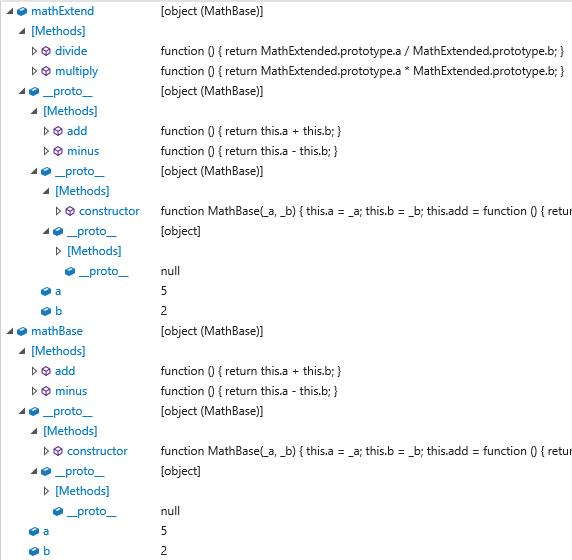 mathExtend [object (MathBase)]
[Methods]
divide function () { return MathExtended.prototype.a / MathExtended.prototype.b; }
multiply function () { return MathExtended.prototype.a * MathExtended.prototype.b; }
__proto__ [object (MathBase)]
[Methods]
add function () { return this.a + this.b; }
minus function () { return this.a - this.b; }
__proto__ [object (MathBase)]
[Methods]
constructor function MathBase(_a, _b) { this.a = _a; this.b = _b; this.add = function () { retur
__proto__ [object]
[Methods]
__proto__ null
a 5
b 2
mathBase [object (MathBase)]
[Methods]
add function () { return this.a + this.b; }
minus function () { return this.a - this.b; }
__proto__ [object (MathBase)]
[Methods]
constructor function MathBase(_a, _b) { this.a = _a; this.b = _b; this.add = function () { retur
__proto__ [object]
[Methods]
__proto__ null
a 5
b 2